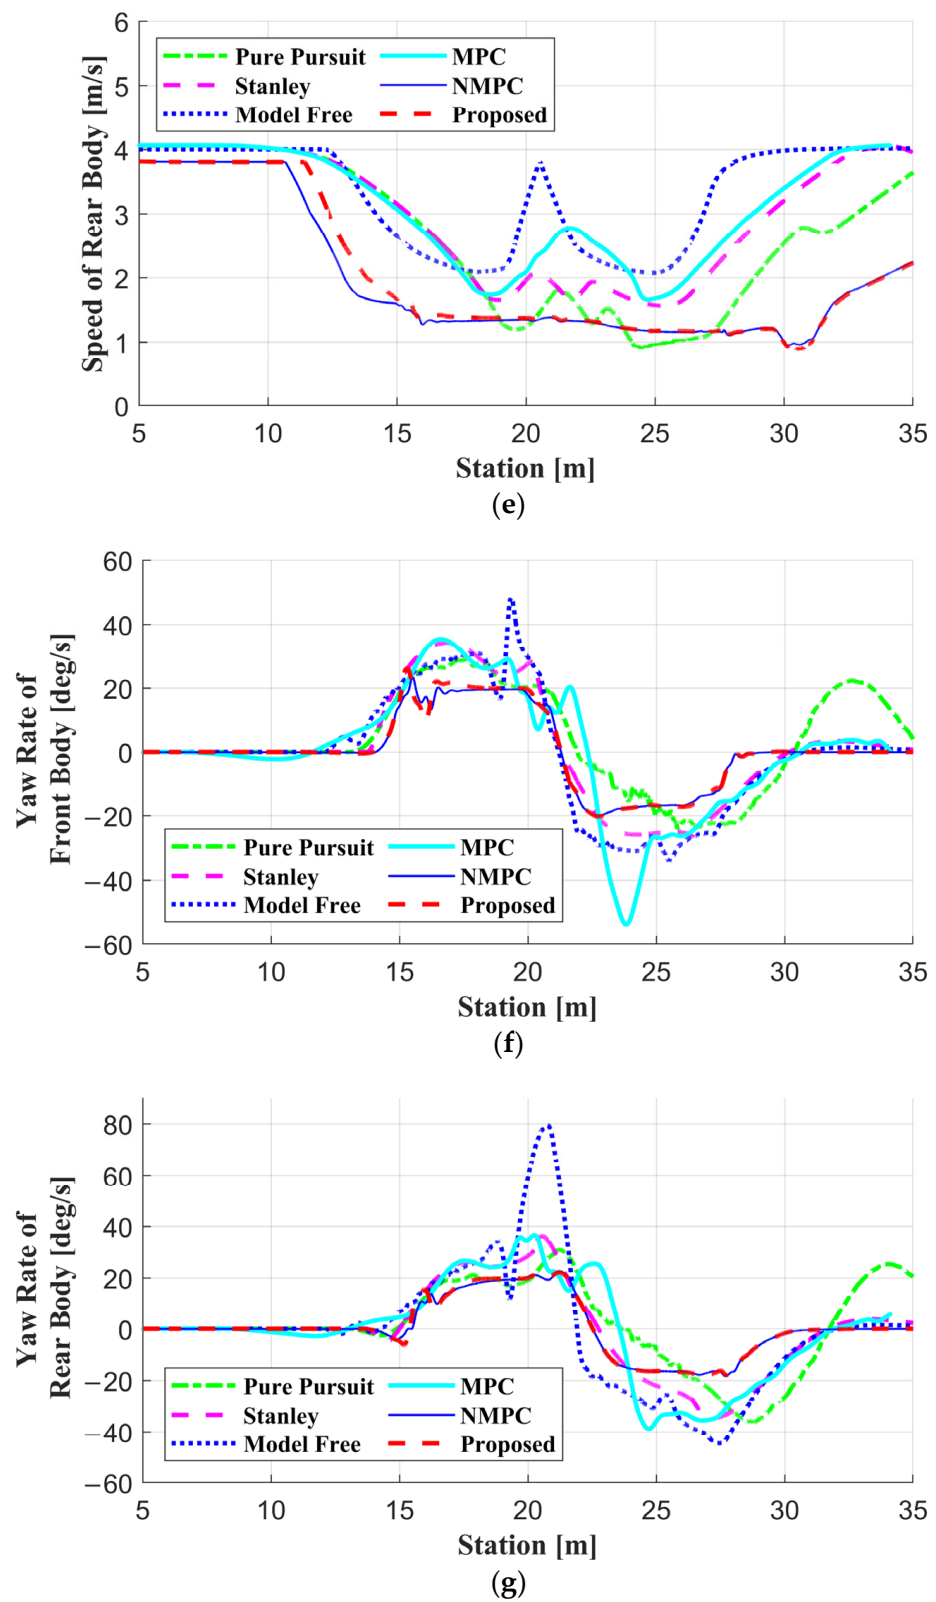 6
5
4
3
2
1
0
Speed of Rear Body [m/s]
Pure Pursuit MPC
Stanley NMPC
Model Free Proposed
5 10 15 20 25 30 35
Station [m]
(e)
60
40
20
0
−20
−40
−60
Yaw Rate of
Front Body [deg/s]
Pure Pursuit MPC
Stanley NMPC
Model Free Proposed
5 10 15 20 25 30 35
Station [m]
(f)
80
60
40
20
0
−20
−40
−60
Yaw Rate of
Rear Body [deg/s]
Pure Pursuit MPC
Stanley NMPC
Model Free Proposed
5 10 15 20 25 30 35
Station [m]
(g)